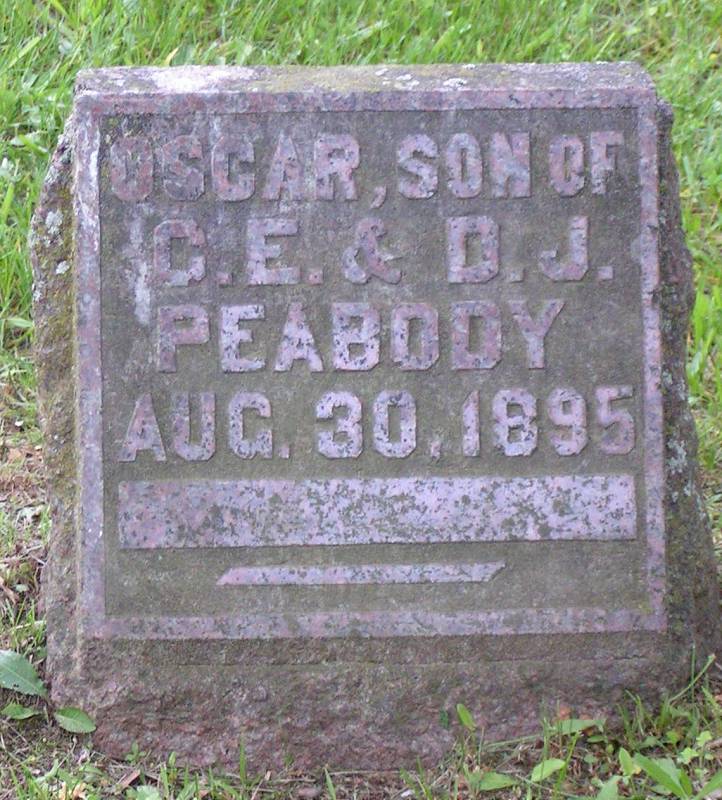 OSCAR, SON OF
C.E. & D.J.
PEABODY
AUG. 30, 1895